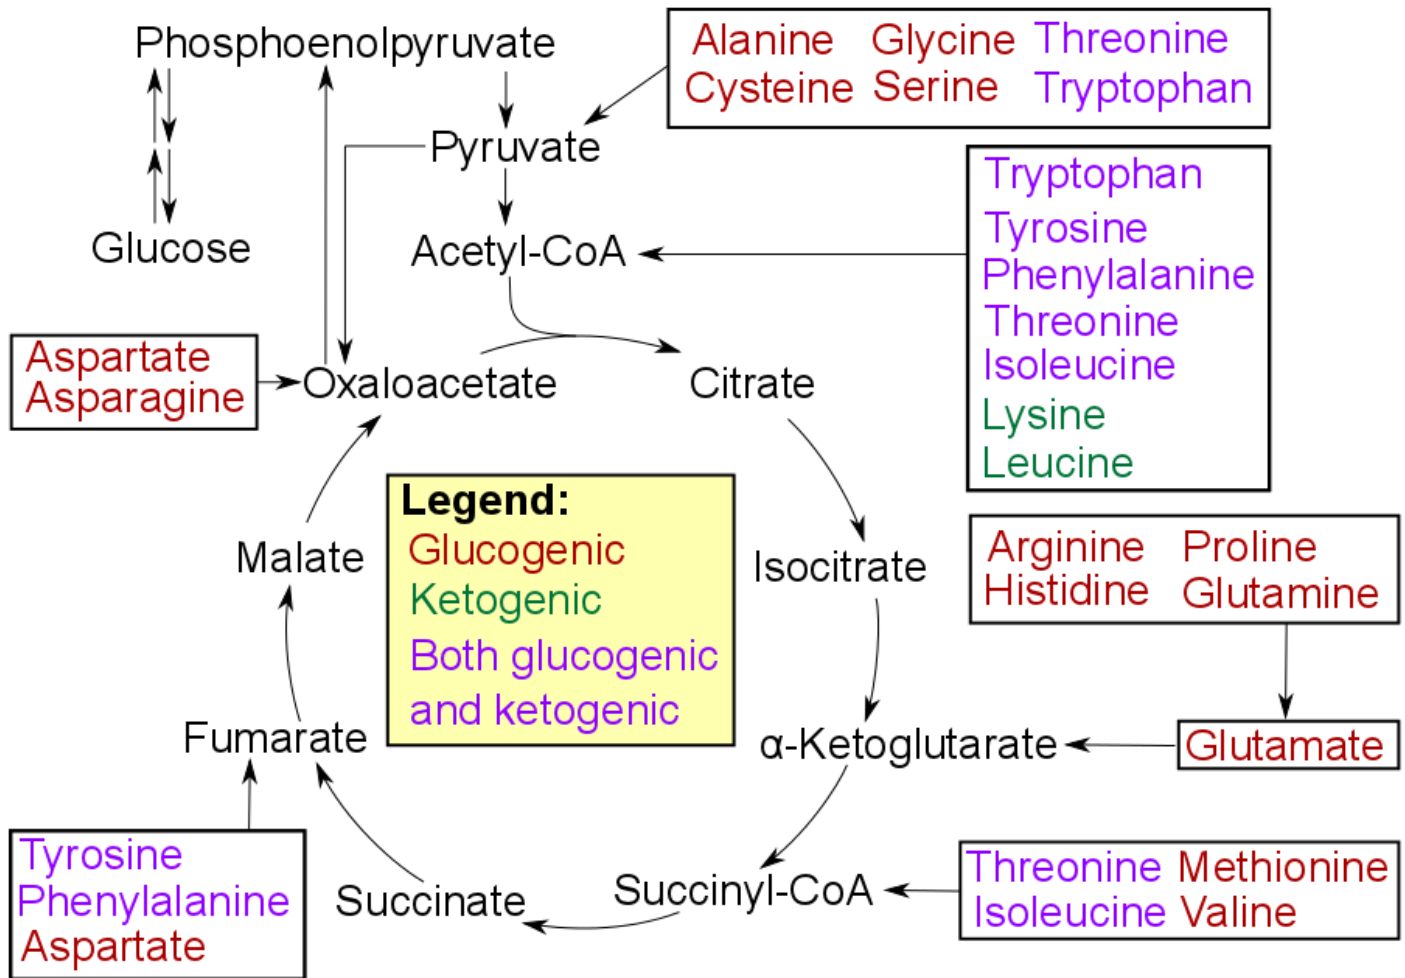 Phosphoenolpyruvate
Alanine Glycine Threonine
Cysteine Serine Tryptophan
Pyruvate
Glucose
Acetyl-CoA
Tryptophan
Tyrosine
Phenylalanine
Threonine
Isoleucine
Lysine
Leucine
Aspartate
Asparagine
Oxaloacetate
Citrate
Legend:
Glucogenic
Ketogenic
Both glucogenic
and ketogenic
Malate
Isocitrate
Arginine Proline
Histidine Glutamine
Fumarate
α-Ketoglutarate
Glutamate
Tyrosine
Phenylalanine
Aspartate
Succinate
Succinyl-CoA
Threonine Methionine
Isoleucine Valine